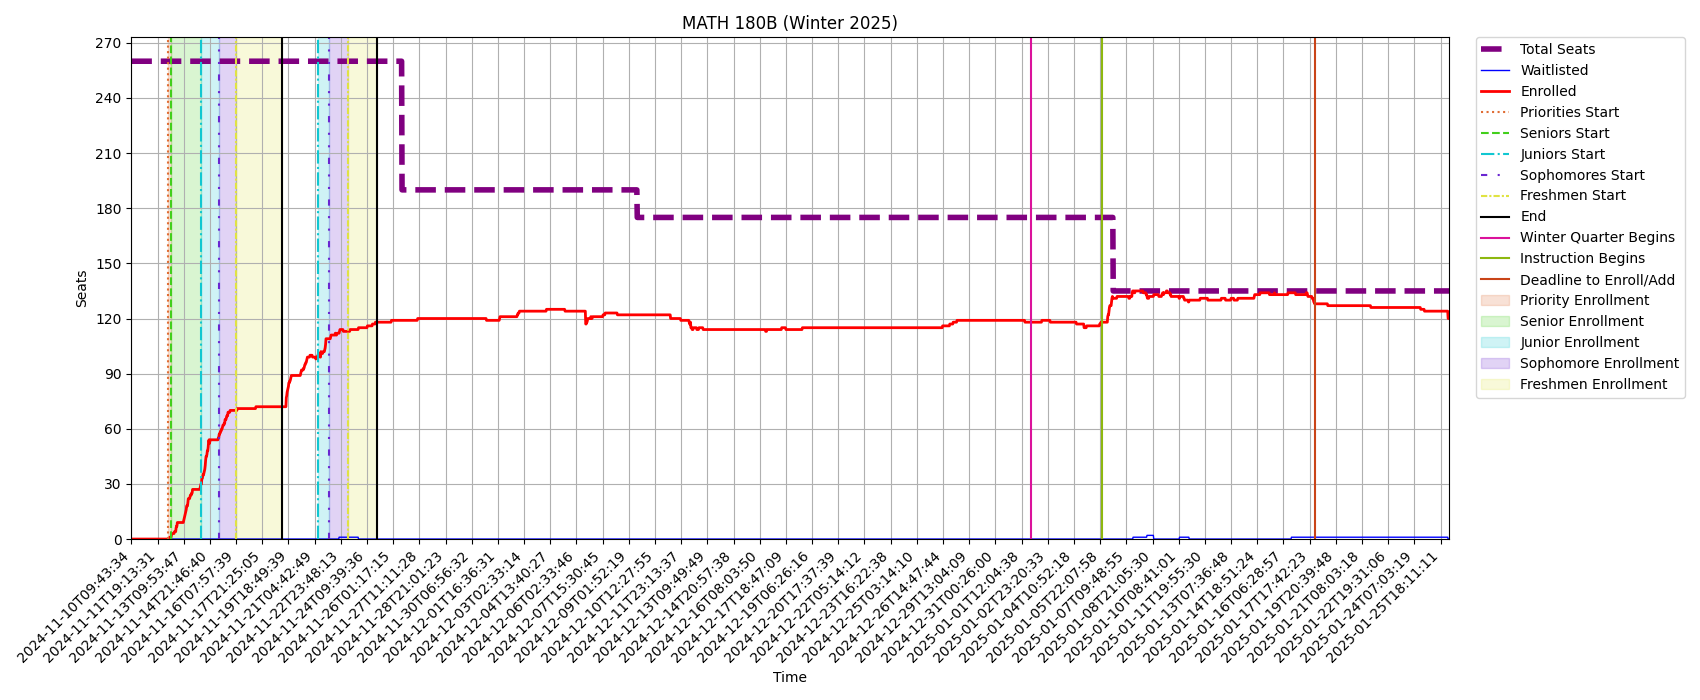 MATH 180B (Winter 2025)
270
240
210
180
150
120
90
60
30
0
Seats
2024-11-10T09:43:34
2024-11-11T19:13:31
2024-11-13T09:53:47
2024-11-14T21:46:40
2024-11-16T07:57:39
2024-11-17T21:25:05
2024-11-19T18:49:39
2024-11-21T04:42:49
2024-11-22T23:48:13
2024-11-24T09:39:36
2024-11-26T01:17:15
2024-11-27T11:11:28
2024-11-28T21:01:23
2024-11-30T06:56:32
2024-12-01T16:36:31
2024-12-03T02:33:14
2024-12-04T13:40:27
2024-12-06T02:33:46
2024-12-07T15:30:45
2024-12-09T01:52:19
2024-12-10T12:27:55
2024-12-11T23:13:37
2024-12-13T09:49:49
2024-12-14T20:57:38
2024-12-16T08:03:50
2024-12-17T18:47:09
2024-12-19T06:26:16
2024-12-20T17:37:39
2024-12-22T05:14:12
2024-12-23T16:22:38
2024-12-25T03:14:10
2024-12-26T14:47:44
2024-12-29T13:04:09
2024-12-31T00:26:00
2025-01-01T12:04:38
2025-01-02T23:20:33
2025-01-04T10:52:18
2025-01-05T22:07:58
2025-01-07T09:48:55
2025-01-08T21:05:30
2025-01-10T08:41:01
2025-01-11T19:55:30
2025-01-13T07:36:48
2025-01-14T18:51:24
2025-01-16T06:28:57
2025-01-17T17:42:23
2025-01-19T20:39:48
2025-01-21T08:03:18
2025-01-22T19:31:06
2025-01-24T07:03:19
2025-01-25T18:11:11
Time
Total Seats
Waitlisted
Enrolled
Priorities Start
Seniors Start
Juniors Start
Sophomores Start
Freshmen Start
End
Winter Quarter Begins
Instruction Begins
Deadline to Enroll/Add
Priority Enrollment
Senior Enrollment
Junior Enrollment
Sophomore Enrollment
Freshmen Enrollment